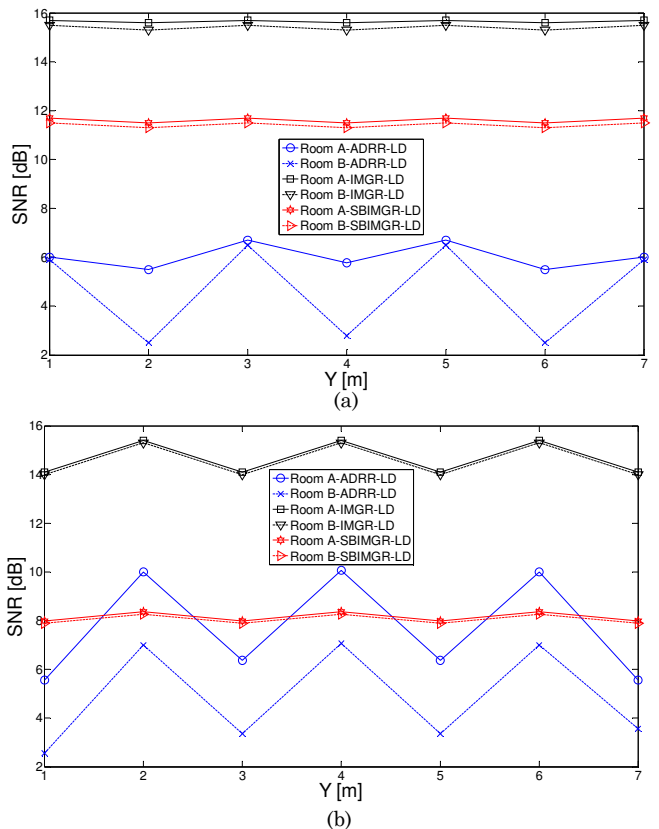 16
14
12
10
8
6
4
2
SNR [dB]
Room A-ADRR-LD
Room B-ADRR-LD
Room A-IMGR-LD
Room B-IMGR-LD
Room A-SBIMGR-LD
Room B-SBIMGR-LD
1 2 3 4 5 6 7
Y [m]
(a)
16
14
12
10
8
6
4
2
SNR [dB]
Room A-ADRR-LD
Room B-ADRR-LD
Room A-IMGR-LD
Room B-IMGR-LD
Room A-SBIMGR-LD
Room B-SBIMGR-LD
1 2 3 4 5 6 7
Y [m]
(b)